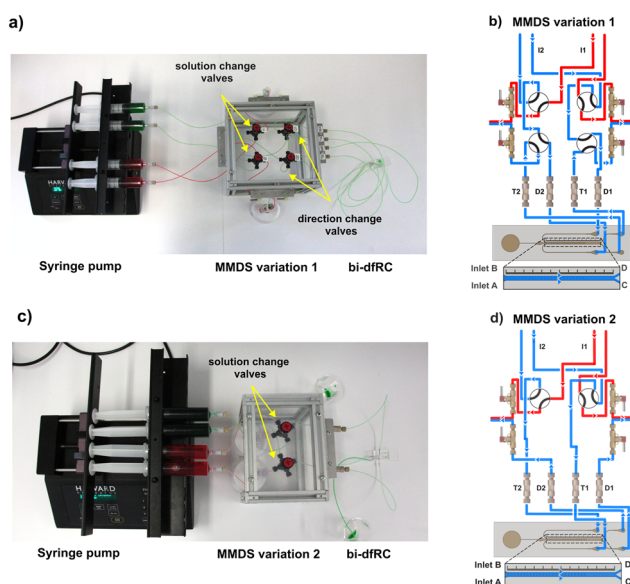 a)
solution change
valves
direction change
valves
Syringe pump
MMDS variation 1
bi-dfRC
b)
MMDS variation 1
I2
I1
T2
D2
T1
D1
Inlet B
D
Inlet A
C
c)
solution change
valves
HARVARD
Syringe pump
MMDS variation 2
bi-dfRC
d)
MMDS variation 2
I2
I1
T2
D2
T1
D1
Inlet B
D
Inlet A